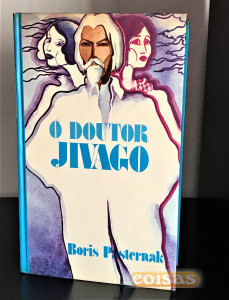 O DOUTOR
JIVAGO
Boris Pasternak
coisas